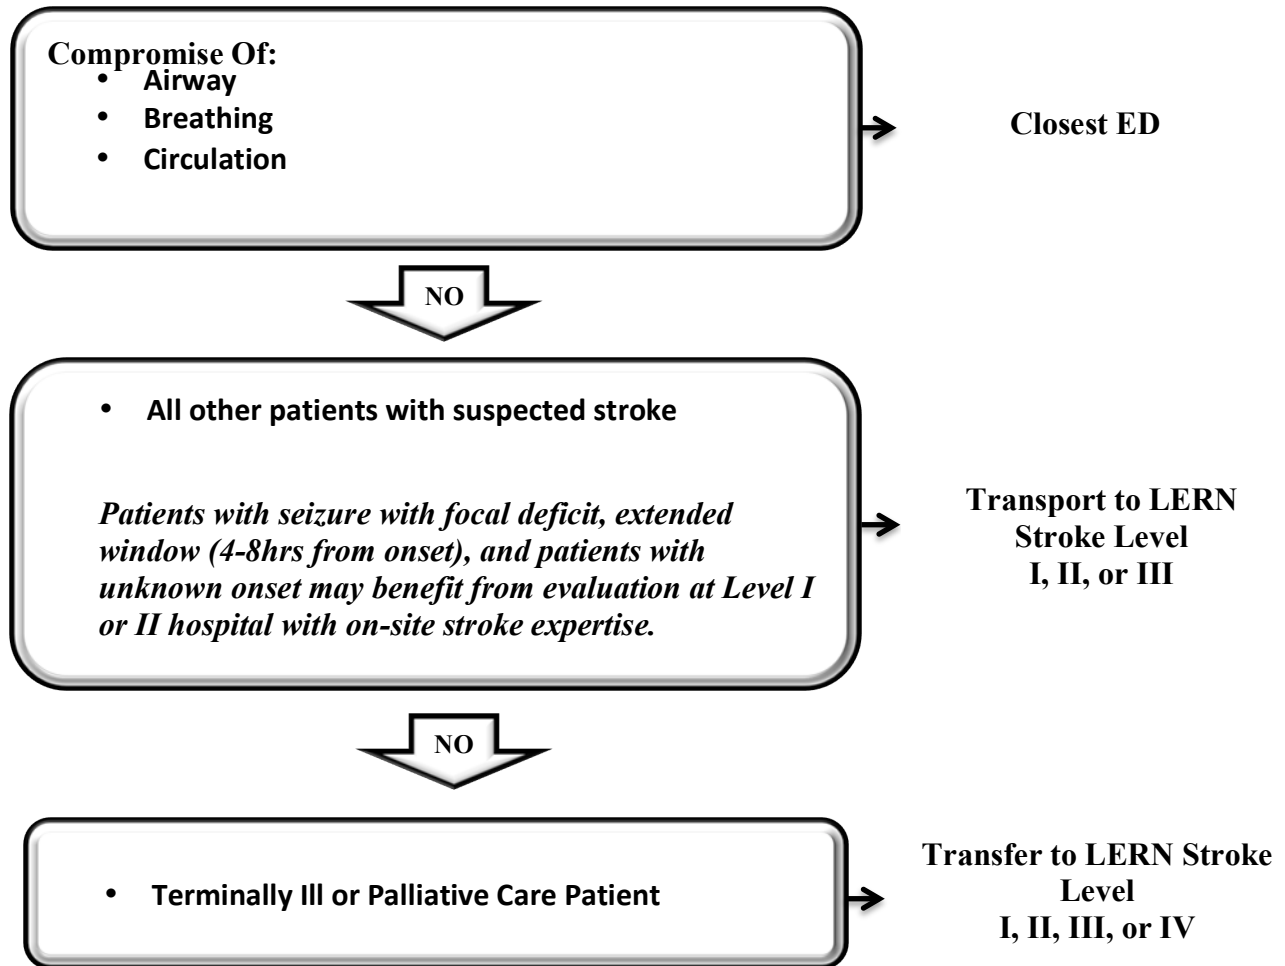 Compromise Of:
• Airway
• Breathing
• Circulation
Closest ED
NO
• All other patients with suspected stroke
Patients with seizure with focal deficit, extended
window (4-8hrs from onset), and patients with
unknown onset may benefit from evaluation at Level I
or II hospital with on-site stroke expertise.
Transport to LERN
Stroke Level
I, II, or III
NO
• Terminally Ill or Palliative Care Patient
Transfer to LERN Stroke
Level
I, II, III, or IV